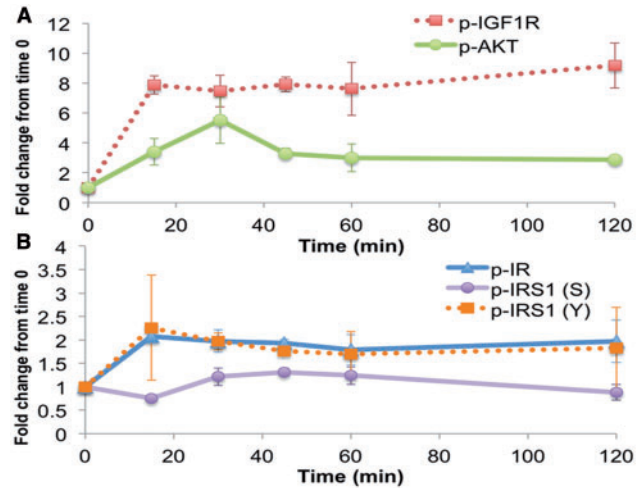 A
Fold change from time 0
12
10
8
6
4
2
0
p-IGF1R
p-AKT
0 20 40 60 80 100 120
Time (min)
B
Fold change from time 0
4
3.5
3
2.5
2
1.5
1
0.5
0
p-IR
p-IRS1 (S)
p-IRS1 (Y)
0 20 40 60 80 100 120
Time (min)